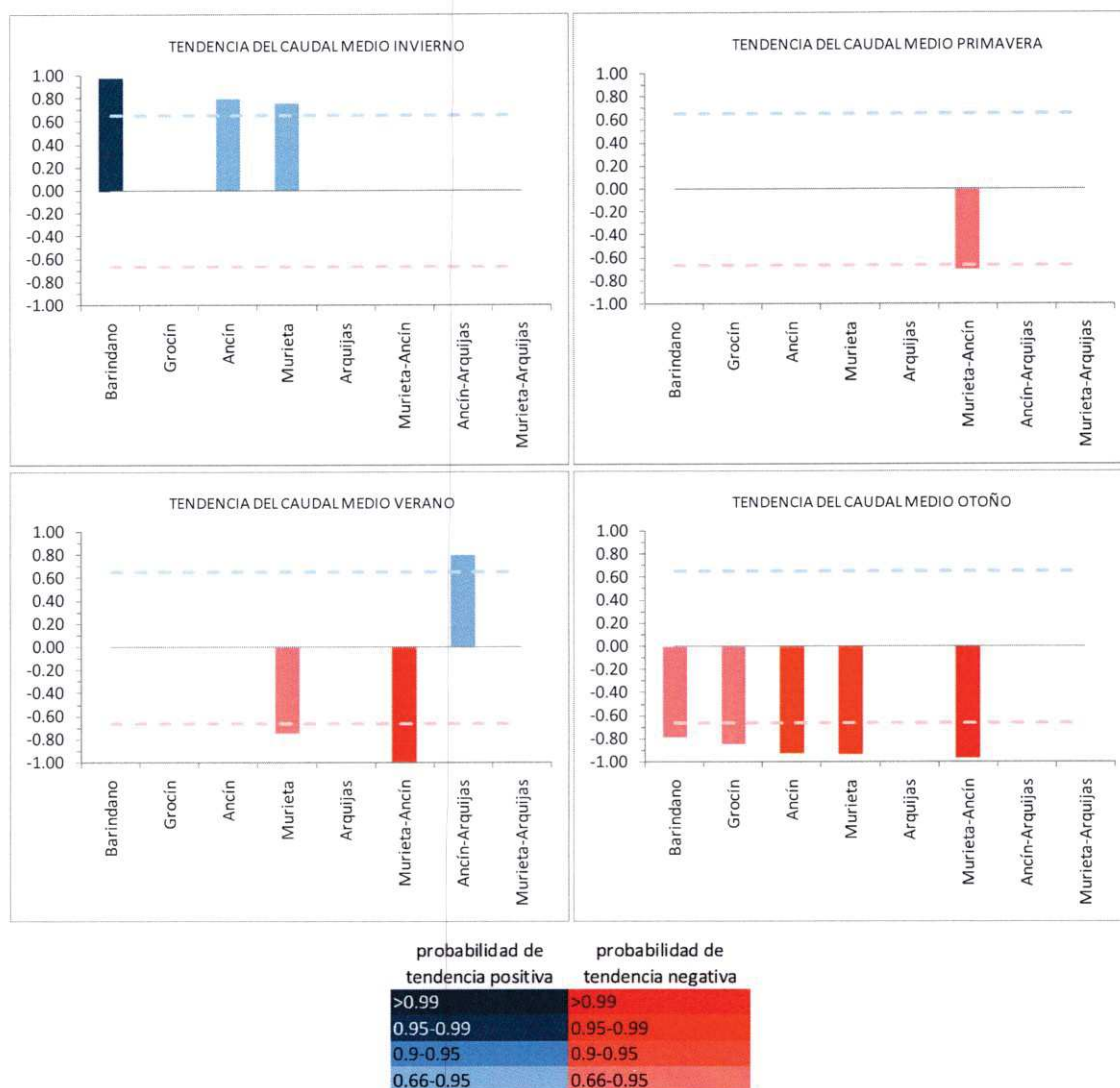 TENDENCIA DEL CAUDAL MEDIO INVIERNO
1.00
0.80
0.60
0.40
0.20
0.00
-0.20
-0.40
-0.60
-0.80
-1.00
Barindano
Grocín
Ancín
Murieta
Arquijas
Murieta-Ancín
Ancín-Arquijas
Murieta-Arquijas
TENDENCIA DEL CAUDAL MEDIO PRIMAVERA
1.00
0.80
0.60
0.40
0.20
0.00
-0.20
-0.40
-0.60
-0.80
-1.00
Barindano
Grocín
Ancín
Murieta
Arquijas
Murieta-Ancín
Ancín-Arquijas
Murieta-Arquijas
TENDENCIA DEL CAUDAL MEDIO VERANO
1.00
0.80
0.60
0.40
0.20
0.00
-0.20
-0.40
-0.60
-0.80
-1.00
Barindano
Grocín
Ancín
Murieta
Arquijas
Murieta-Ancín
Ancín-Arquijas
Murieta-Arquijas
TENDENCIA DEL CAUDAL MEDIO OTOÑO
1.00
0.80
0.60
0.40
0.20
0.00
-0.20
-0.40
-0.60
-0.80
-1.00
Barindano
Grocín
Ancín
Murieta
Arquijas
Murieta-Ancín
Ancín-Arquijas
Murieta-Arquijas
probabilidad de probabilidad de
tendencia positiva tendencia negativa
>0.99 >0.99
0.95-0.99 0.95-0.99
0.9-0.95 0.9-0.95
0.66-0.95 0.66-0.95